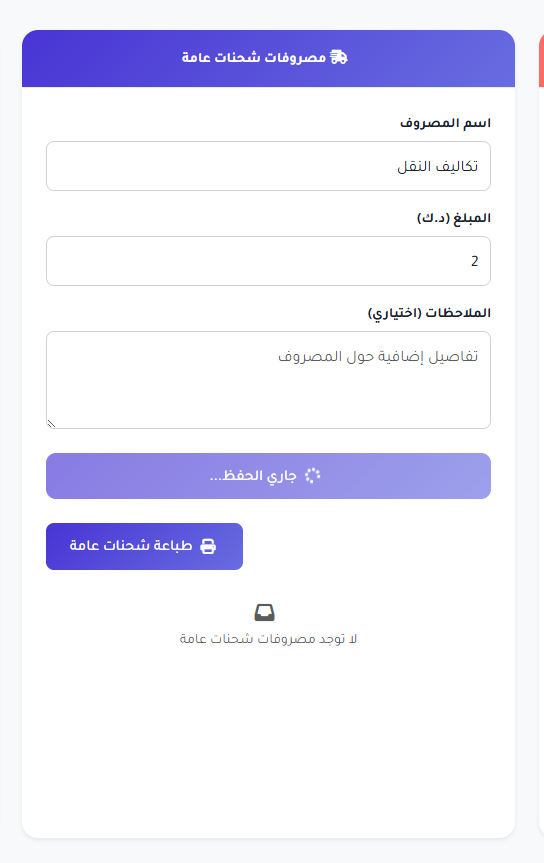 مصروفات شحنات عامة
اسم المصروف
تكاليف النقل
المبلغ (د.ك)
2
الملاحظات (اختياري)
تفاصيل إضافية حول المصروف
جاري الحفظ...
طباعة شحنات عامة
لا توجد مصروفات شحنات عامة